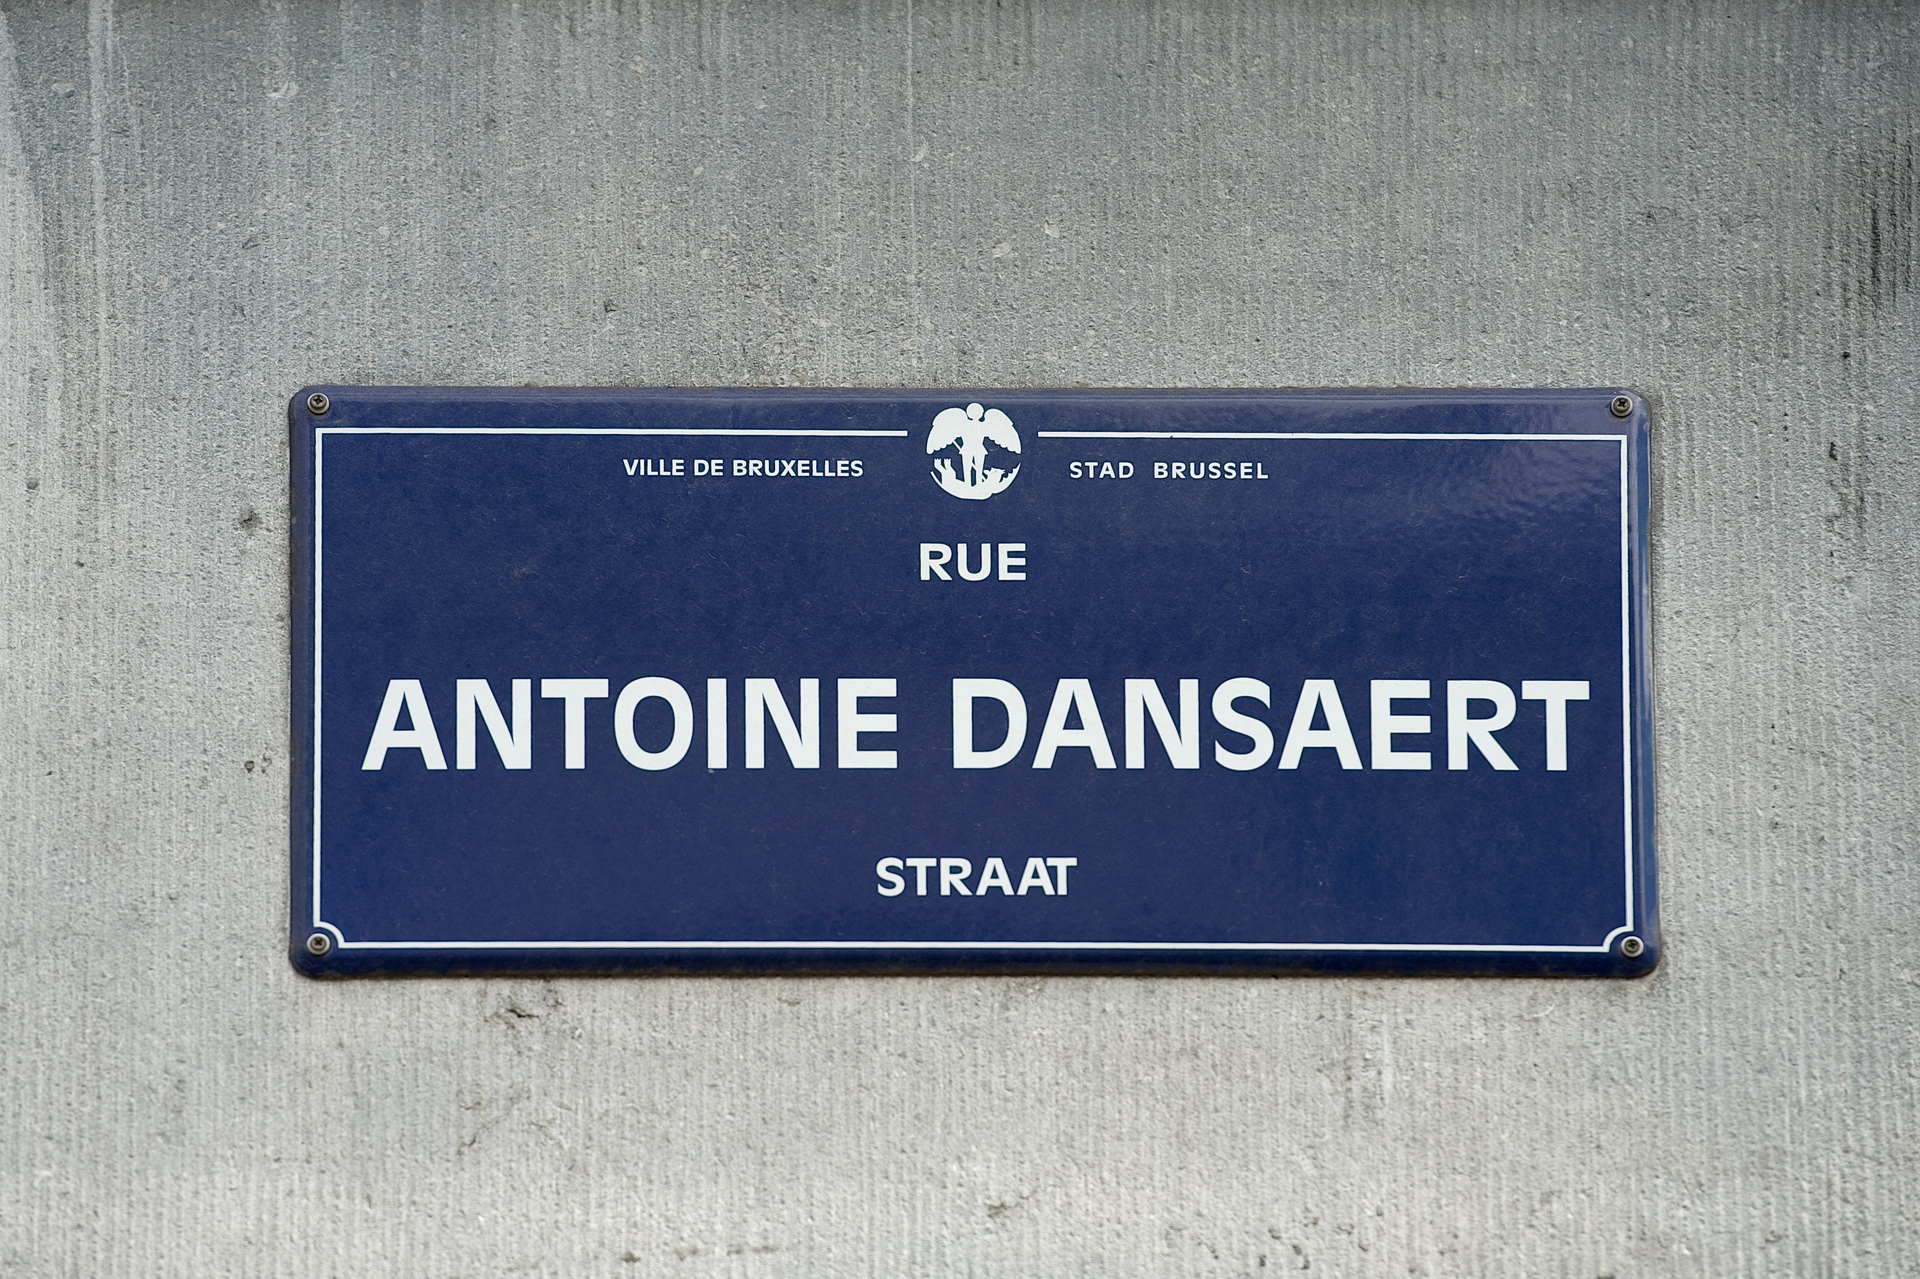 VILLE DE BRUXELLES STAD BRUSSEL
RUE
ANTOINE DANSAERT
STRAAT